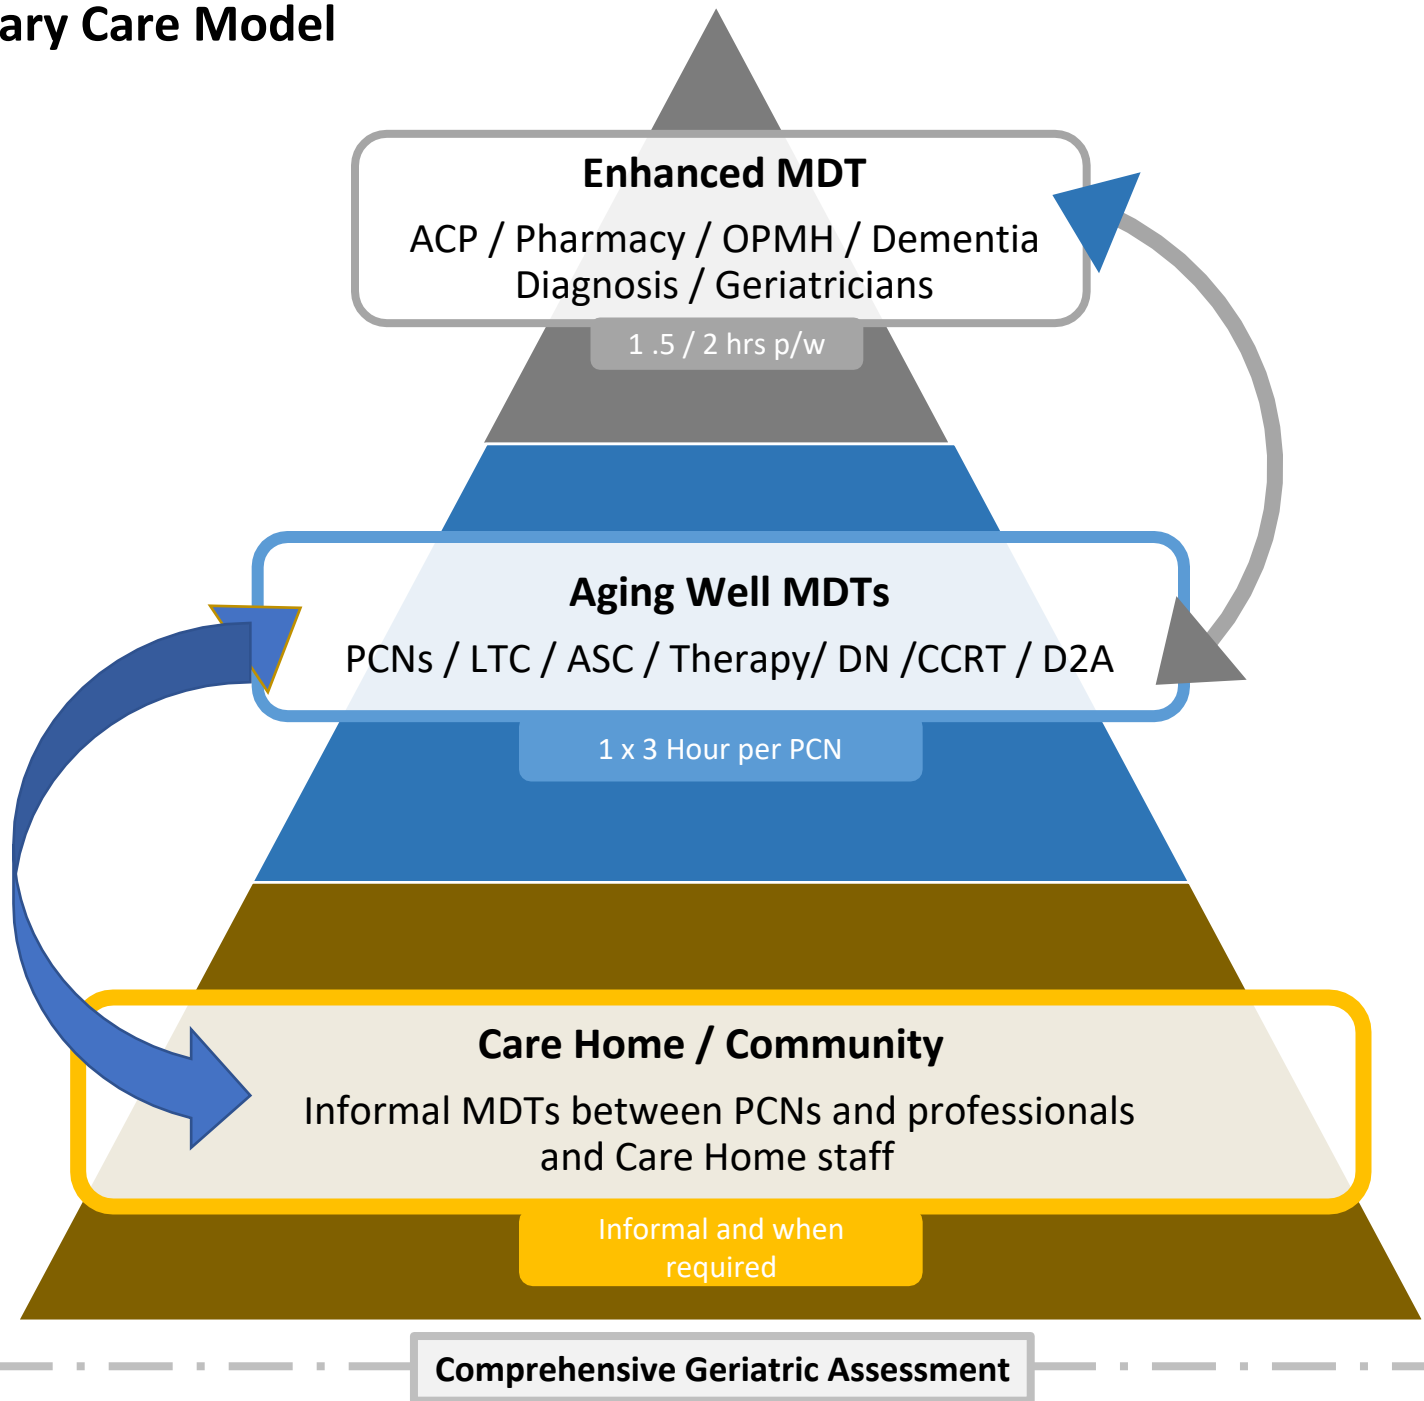 ary Care Model
Enhanced MDT
ACP / Pharmacy / OPMH / Dementia
Diagnosis / Geriatricians
1 .5 / 2 hrs p/w
Aging Well MDTs
PCNs / LTC / ASC / Therapy/ DN /CCRT / D2A
1 x 3 Hour per PCN
Care Home / Community
Informal MDTs between PCNs and professionals
and Care Home staff
Informal and when
required
Comprehensive Geriatric Assessment